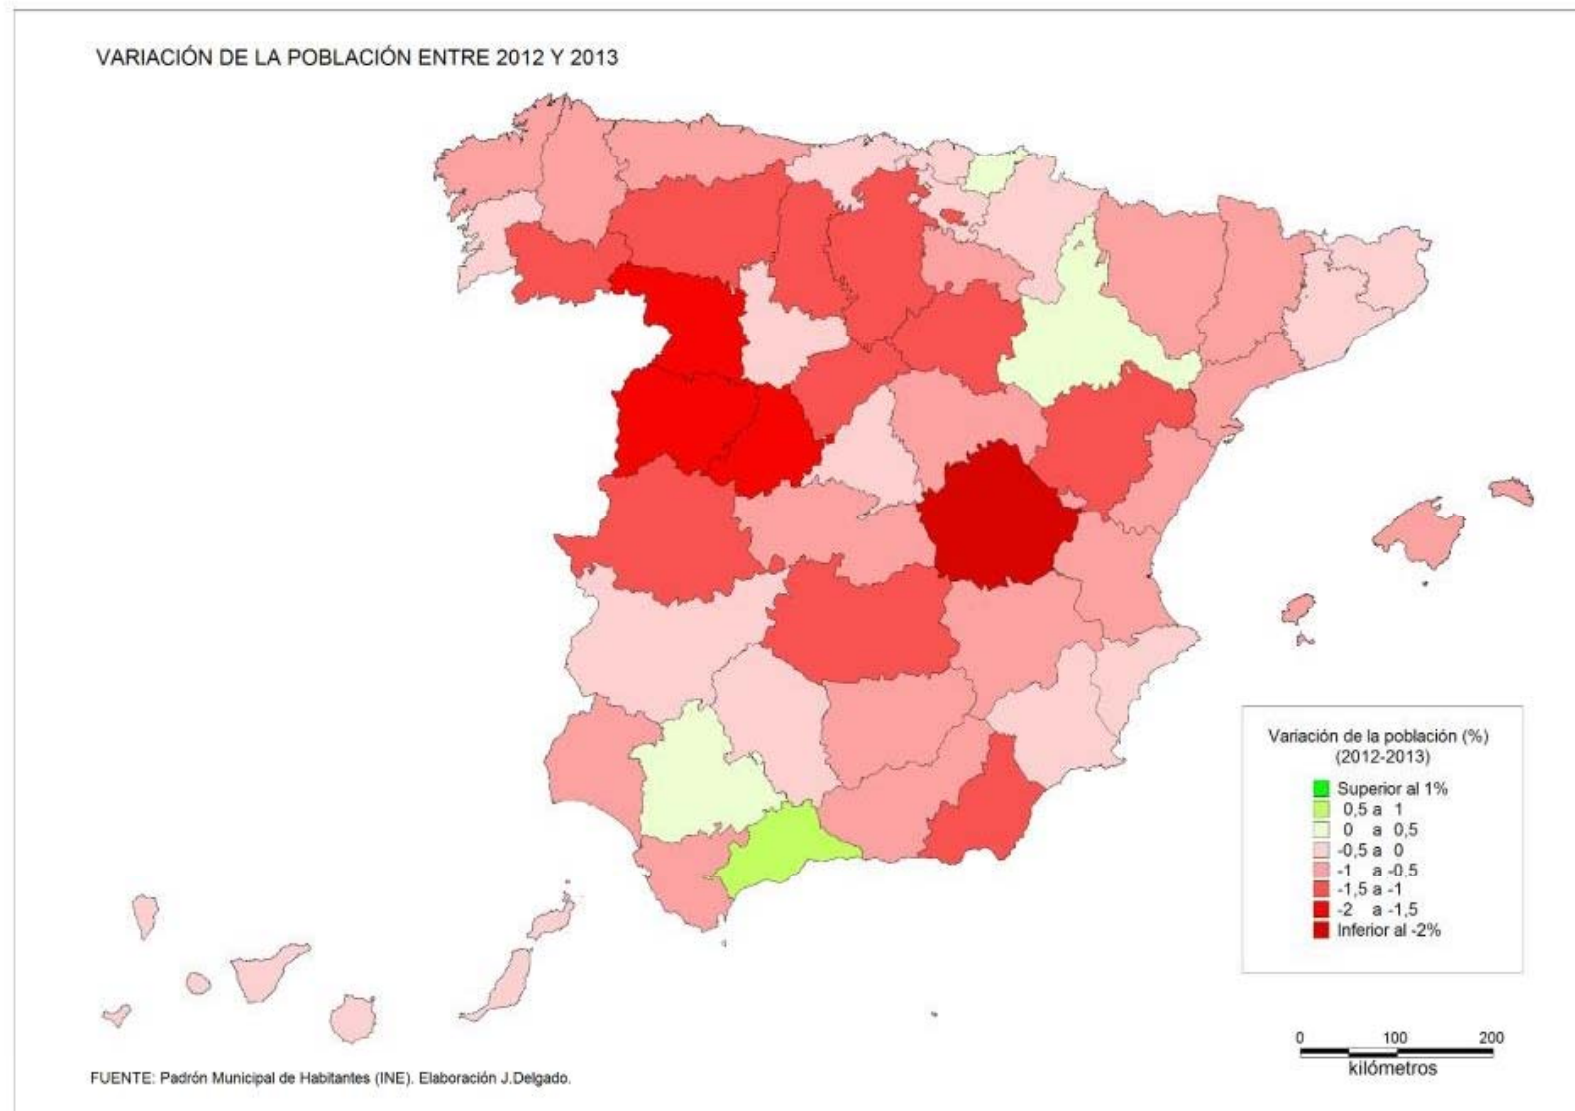 VARIACIÓN DE LA POBLACIÓN ENTRE 2012 Y 2013
Variación de la población (%)
(2012-2013)
Superior al 1%
0,5 a 1
0 a 0,5
-0,5 a 0
-1 a -0,5
-1,5 a -1
-2 a -1,5
Inferior al -2%
0 100 200
kilómetros
FUENTE: Padrón Municipal de Habitantes (INE). Elaboración J.Delgado.